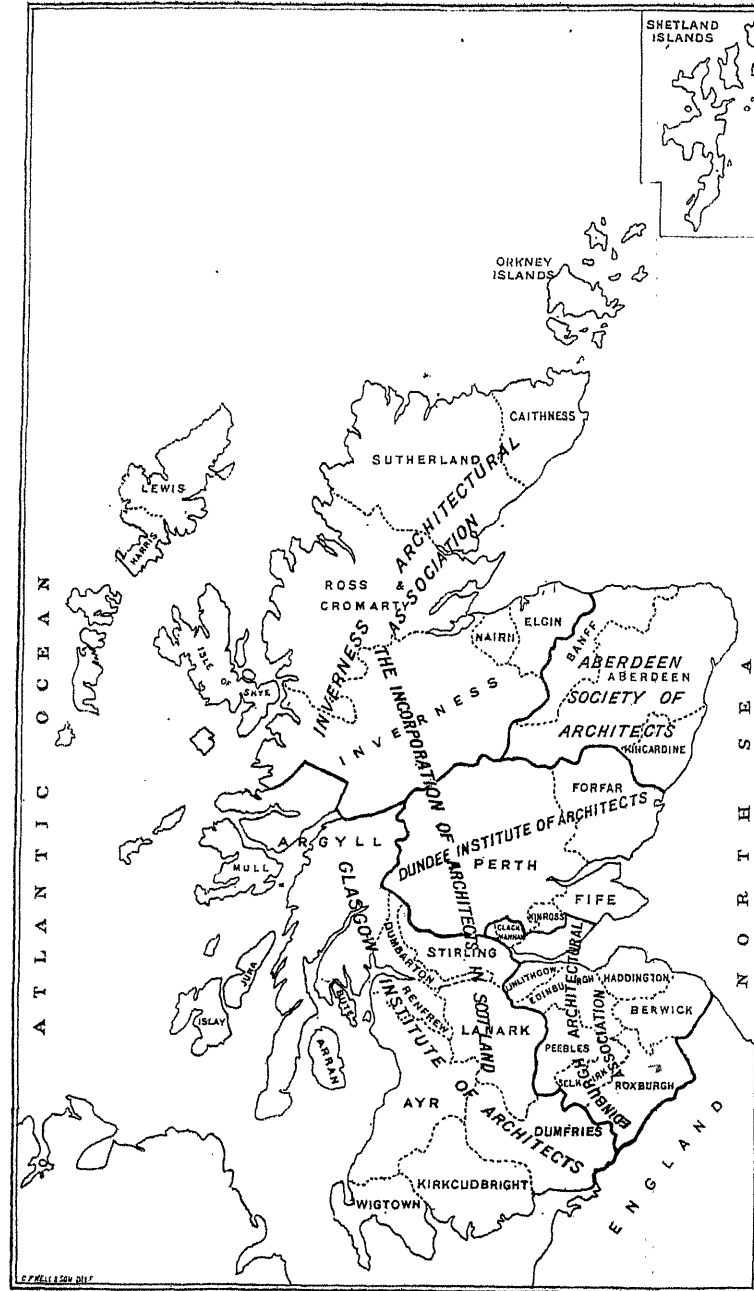 SHETLAND
ISLANDS
ORKNEY
ISLANDS
CAITHNESS
SUTHERLAND
LEWIS
HARRIS
ROSS &
CROMARTY
INVERNESS ARCHITECTURAL
ASSOCIATION
ELGIN
NAIRN
BANFF
ABERDEEN
ABERDEEN
SOCIETY OF
ARCHITECTS
KINCARDINE
ISLE OF
SKYE
INVERNESS
THE INCORPORATION OF ARCHITECTS IN SCOTLAND
FORFAR
DUNDEE INSTITUTE OF ARCHITECTS
PERTH
ARGYLL
MULL
FIFE
KINROSS
CLACK
MANNAN
STIRLING
DUMBARTON
GLASGOW INSTITUTE OF ARCHITECTS
LINLITHGOW
EDINBURGH
HADDINGTON
BERWICK
EDINBURGH ARCHITECTURAL
ASSOCIATION
JURA
ISLAY
BUTE
ARRAN
RENFREW
LANARK
PEEBLES
SELKIRK
ROXBURGH
AYR
DUMFRIES
KIRKCUDBRIGHT
WIGTOWN
ATLANTIC OCEAN
NORTH SEA
ENGLAND